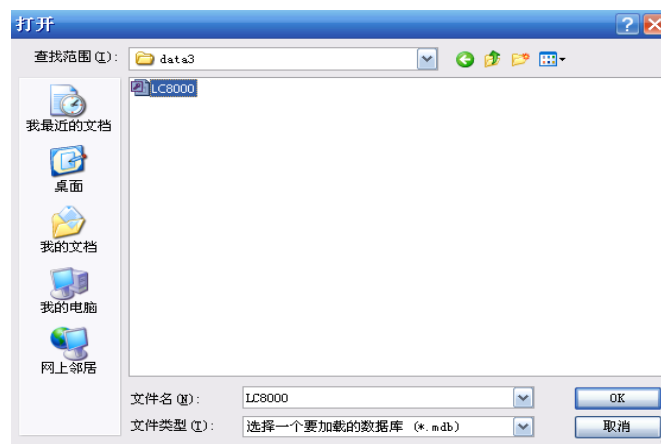 打开
查找范围(I): data3
LC8000
我最近的文档
桌面
我的文档
我的电脑
网上邻居
文件名(N): LC8000 OK
文件类型(T): 选择一个要加载的数据库 (*.mdb) 取消